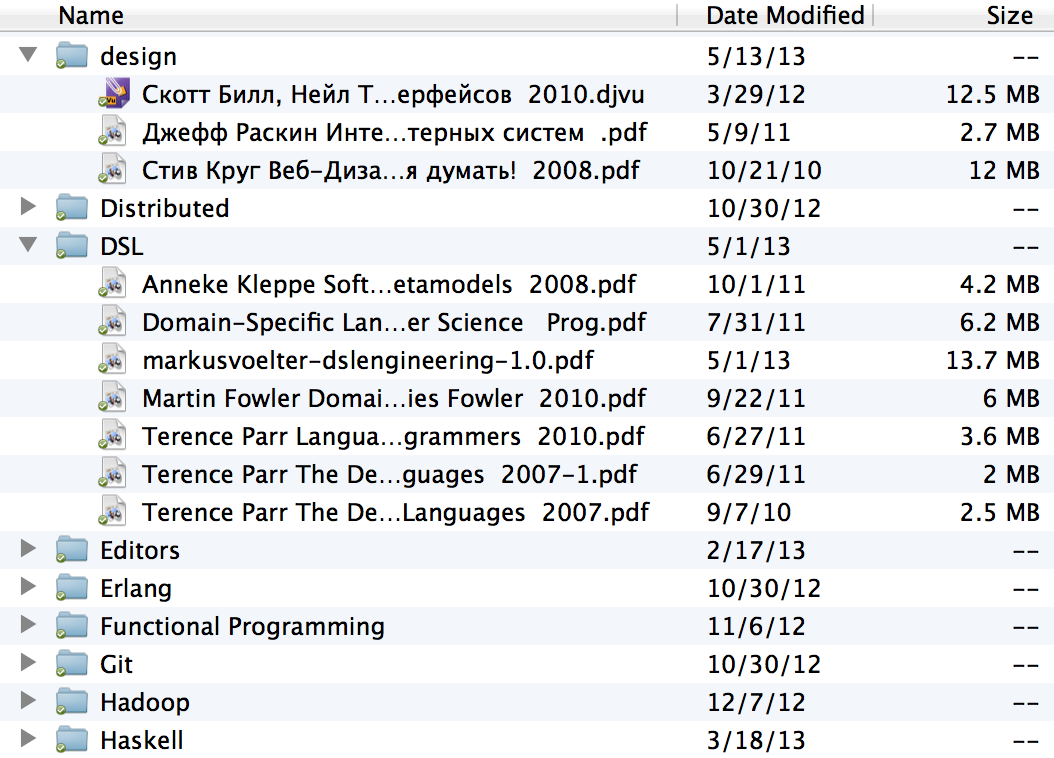 Name Date Modified Size
design 5/13/13 --
Скотт Билл, Нейл Т...ерфейсов 2010.djvu 3/29/12 12.5 MB
Джефф Раскин Инте...терных систем .pdf 5/9/11 2.7 MB
Стив Круг Веб-Диза...я думать! 2008.pdf 10/21/10 12 MB
Distributed 10/30/12 --
DSL 5/1/13 --
Anneke Kleppe Soft...etamodels 2008.pdf 10/1/11 4.2 MB
Domain-Specific Lan...er Science Prog.pdf 7/31/11 6.2 MB
markusvoelter-dslengineering-1.0.pdf 5/1/13 13.7 MB
Martin Fowler Domai...ies Fowler 2010.pdf 9/22/11 6 MB
Terence Parr Langua...grammers 2010.pdf 6/27/11 3.6 MB
Terence Parr The De...guages 2007-1.pdf 6/29/11 2 MB
Terence Parr The De...Languages 2007.pdf 9/7/10 2.5 MB
Editors 2/17/13 --
Erlang 10/30/12 --
Functional Programming 11/6/12 --
Git 10/30/12 --
Hadoop 12/7/12 --
Haskell 3/18/13 --